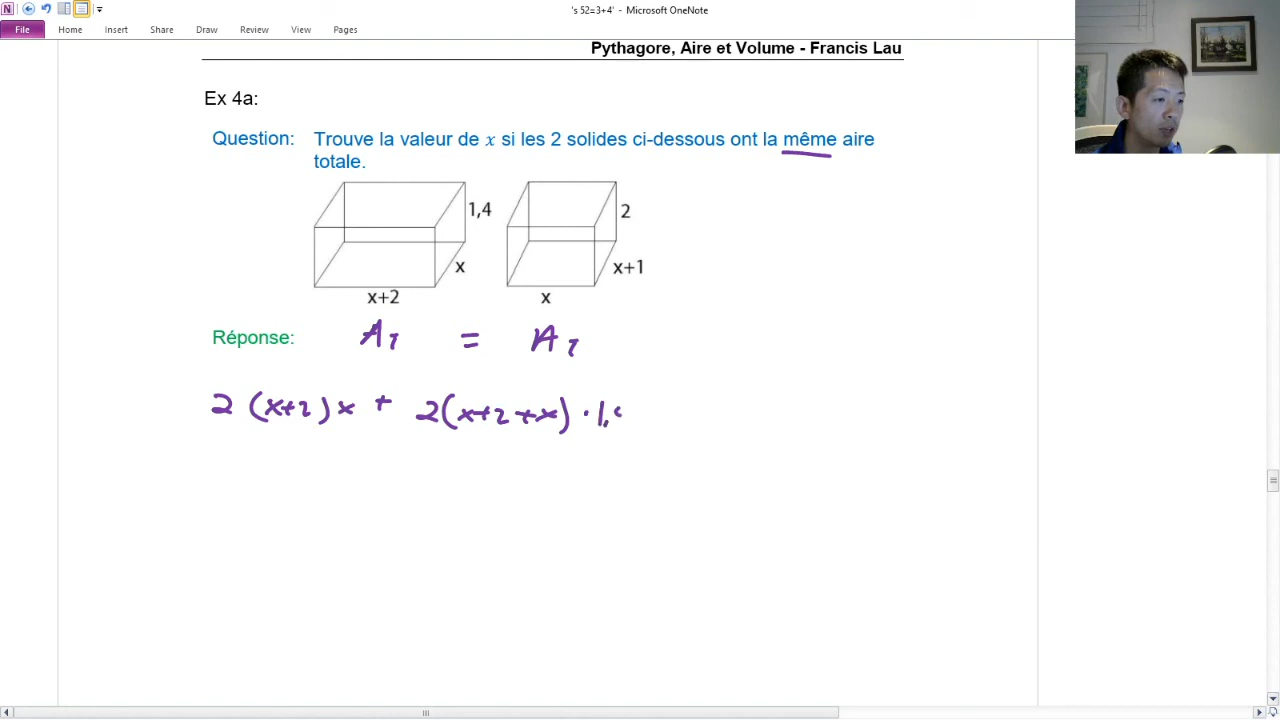 's 52=3+4' - Microsoft OneNote
File Home Insert Share Draw Review View Pages
Pythagore, Aire et Volume - Francis Lau
Ex 4a:
Question: Trouve la valeur de x si les 2 solides ci-dessous ont la même aire
totale.
1,4
2
x
x+1
x+2
x
Réponse: A_T = A_T
2 (x+2) x + 2(x+2+x) · 1,